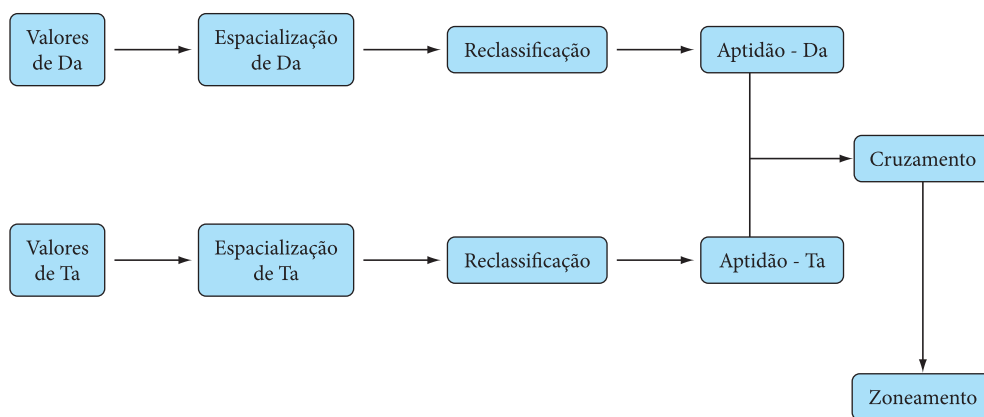 Valores
de Da
Espacialização
de Da
Reclassificação
Aptidão - Da
Cruzamento
Valores
de Ta
Espacialização
de Ta
Reclassificação
Aptidão - Ta
Zoneamento